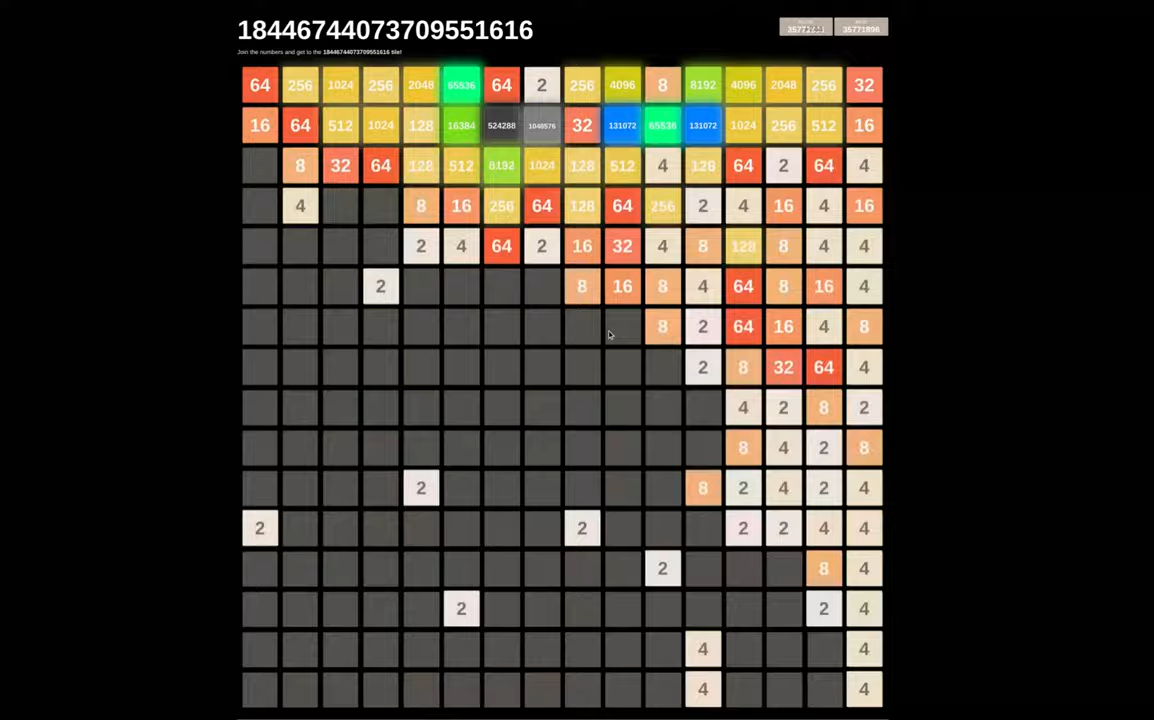 18446744073709551616
35771896
Join the numbers and get to the 18446744073709551616 tile!
64 256 1024 256 2048 65536 64 2 256 4096 8 8192 4096 2048 256 32
16 64 512 1024 128 16384 524288 1048576 32 131072 65536 131072 1024 256 512 16
8 32 64 128 512 8192 1024 128 512 4 128 64 2 64 4
4 8 16 256 64 128 64 256 2 4 16 4 16
2 4 64 2 16 32 4 8 128 8 4 4
2 8 16 8 4 64 8 16 4
8 2 64 16 4 8
2 8 32 64 4
4 2 8 2
8 4 2 8
2 8 2 4 2 4
2 2 2 2 4 4
2 8 4
2 2 4
4 4
4 4